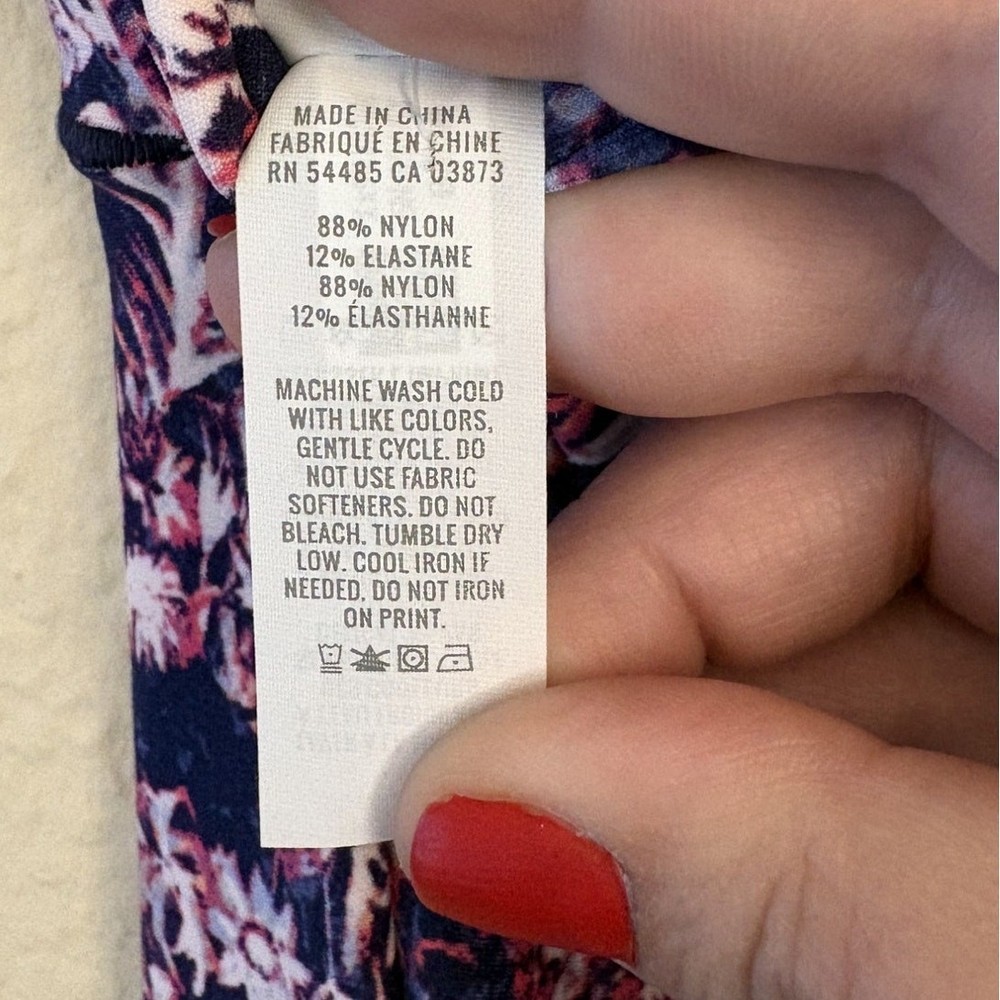 MADE IN CHINA
FABRIQUÉ EN CHINE
RN 54485 CA 03873
88% NYLON
12% ELASTANE
88% NYLON
12% ÉLASTHANNE
MACHINE WASH COLD
WITH LIKE COLORS,
GENTLE CYCLE. DO
NOT USE FABRIC
SOFTENERS. DO NOT
BLEACH. TUMBLE DRY
LOW. COOL IRON IF
NEEDED. DO NOT IRON
ON PRINT.